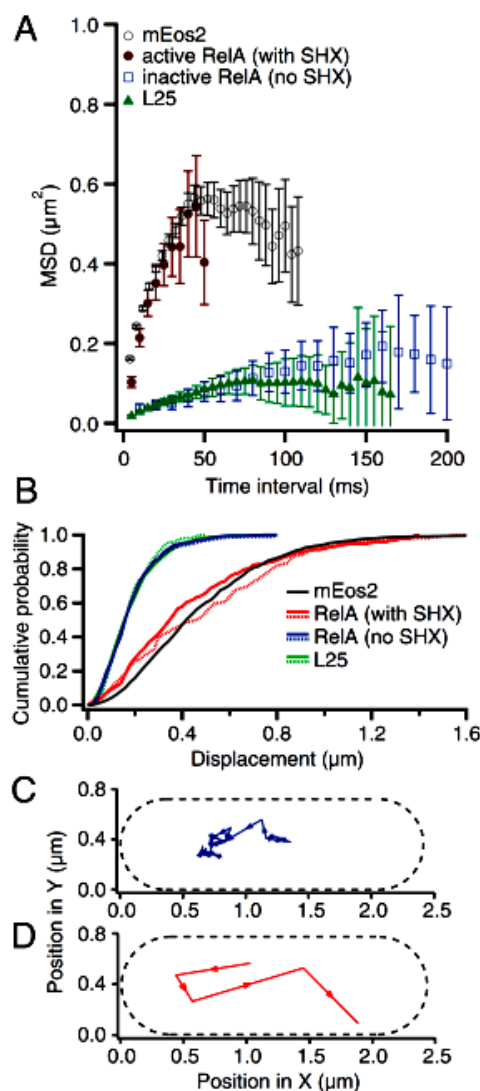 A
mEos2
active RelA (with SHX)
inactive RelA (no SHX)
L25
MSD (µm²)
1.0
0.8
0.6
0.4
0.2
0.0
0 50 100 150 200
Time interval (ms)
B
Cumulative probability
1.0
0.8
0.6
0.4
0.2
0.0
mEos2
RelA (with SHX)
RelA (no SHX)
L25
0.0 0.4 0.8 1.2 1.6
Displacement (µm)
C
0.8
0.4
0.0
0.0 0.5 1.0 1.5 2.0 2.5
D
Position in Y (µm)
0.8
0.4
0.0
0.0 0.5 1.0 1.5 2.0 2.5
Position in X (µm)